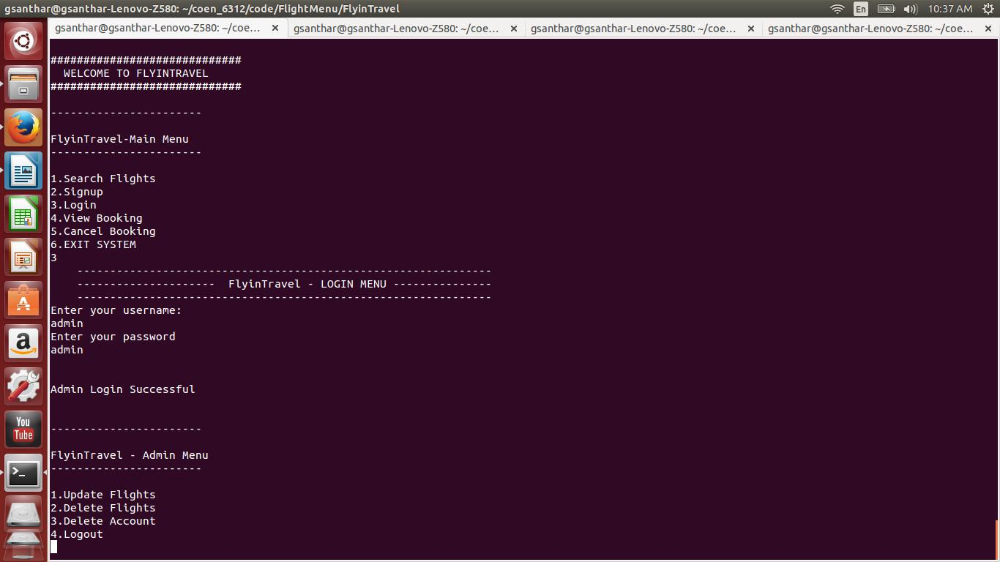 gsanthar@gsanthar-Lenovo-Z580: ~/coen_6312/code/FlightMenu/FlyinTravel
En
10:37 AM
gsanthar@gsanthar-Lenovo-Z580: ~/coe... × gsanthar@gsanthar-Lenovo-Z580: ~/coe... × gsanthar@gsanthar-Lenovo-Z580: ~/coe... × gsanthar@gsanthar-Lenovo-Z580: ~/coe... ×
#############################
WELCOME TO FLYINTRAVEL
#############################
-----------------------
FlyinTravel-Main Menu
-----------------------
1.Search Flights
2.Signup
3.Login
4.View Booking
5.Cancel Booking
6.EXIT SYSTEM
3
---------------------------------------------------------------
---------------------  FlyinTravel - LOGIN MENU ---------------
---------------------------------------------------------------
Enter your username:
admin
Enter your password
admin
Admin Login Successful
-----------------------
FlyinTravel - Admin Menu
-----------------------
1.Update Flights
2.Delete Flights
3.Delete Account
4.Logout
A
a
You
Tube
>_